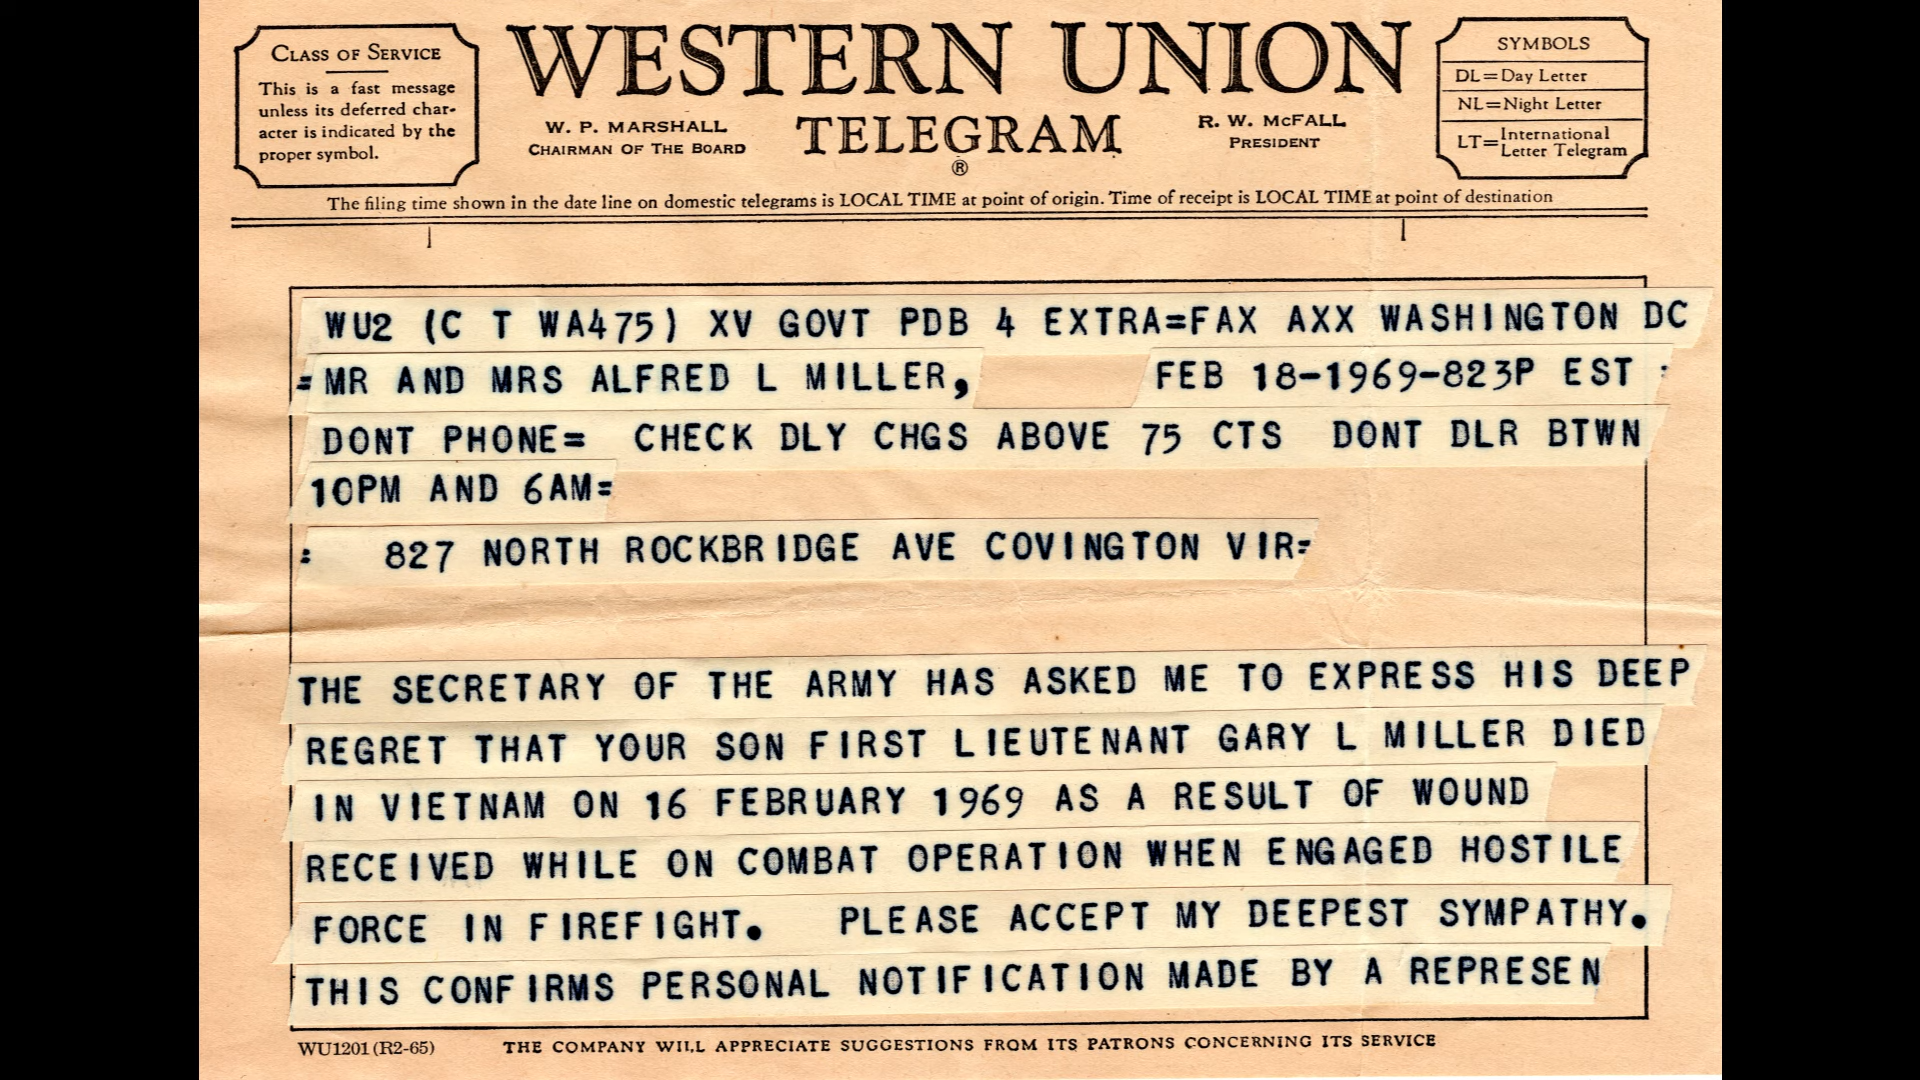 CLASS OF SERVICE
This is a fast message
unless its deferred char-
acter is indicated by the
proper symbol.
WESTERN UNION
TELEGRAM
®
W. P. MARSHALL
CHAIRMAN OF THE BOARD
R. W. McFALL
PRESIDENT
SYMBOLS
DL=Day Letter
NL=Night Letter
LT=International Letter Telegram
The filing time shown in the date line on domestic telegrams is LOCAL TIME at point of origin. Time of receipt is LOCAL TIME at point of destination
WU2 (C T WA475) XV GOVT PDB 4 EXTRA=FAX AXX WASHINGTON DC
=MR AND MRS ALFRED L MILLER, FEB 18-1969-823P EST :
DONT PHONE= CHECK DLY CHGS ABOVE 75 CTS DONT DLR BTWN
10PM AND 6AM=
: 827 NORTH ROCKBRIDGE AVE COVINGTON VIR=
THE SECRETARY OF THE ARMY HAS ASKED ME TO EXPRESS HIS DEEP
REGRET THAT YOUR SON FIRST LIEUTENANT GARY L MILLER DIED
IN VIETNAM ON 16 FEBRUARY 1969 AS A RESULT OF WOUND
RECEIVED WHILE ON COMBAT OPERATION WHEN ENGAGED HOSTILE
FORCE IN FIREFIGHT. PLEASE ACCEPT MY DEEPEST SYMPATHY.
THIS CONFIRMS PERSONAL NOTIFICATION MADE BY A REPRESEN
WU1201 (R2-65)
THE COMPANY WILL APPRECIATE SUGGESTIONS FROM ITS PATRONS CONCERNING ITS SERVICE